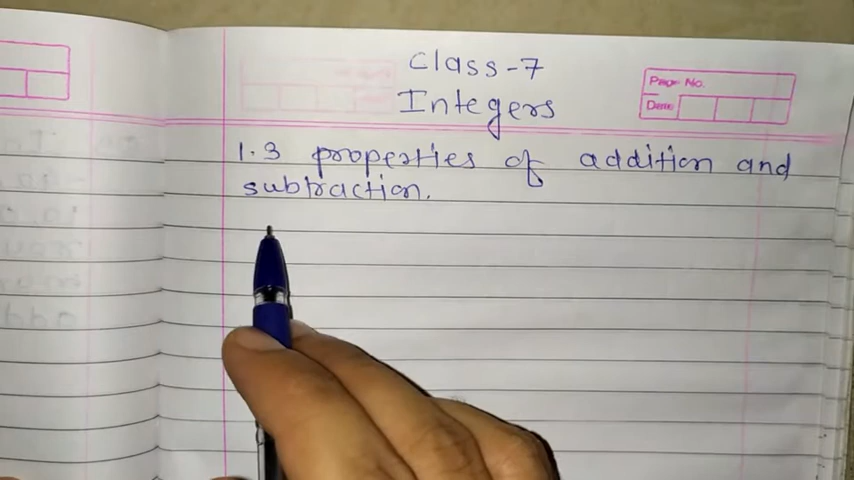 Class-7
Integers
Page No.
Date
1.3 properties of addition and
subtraction.